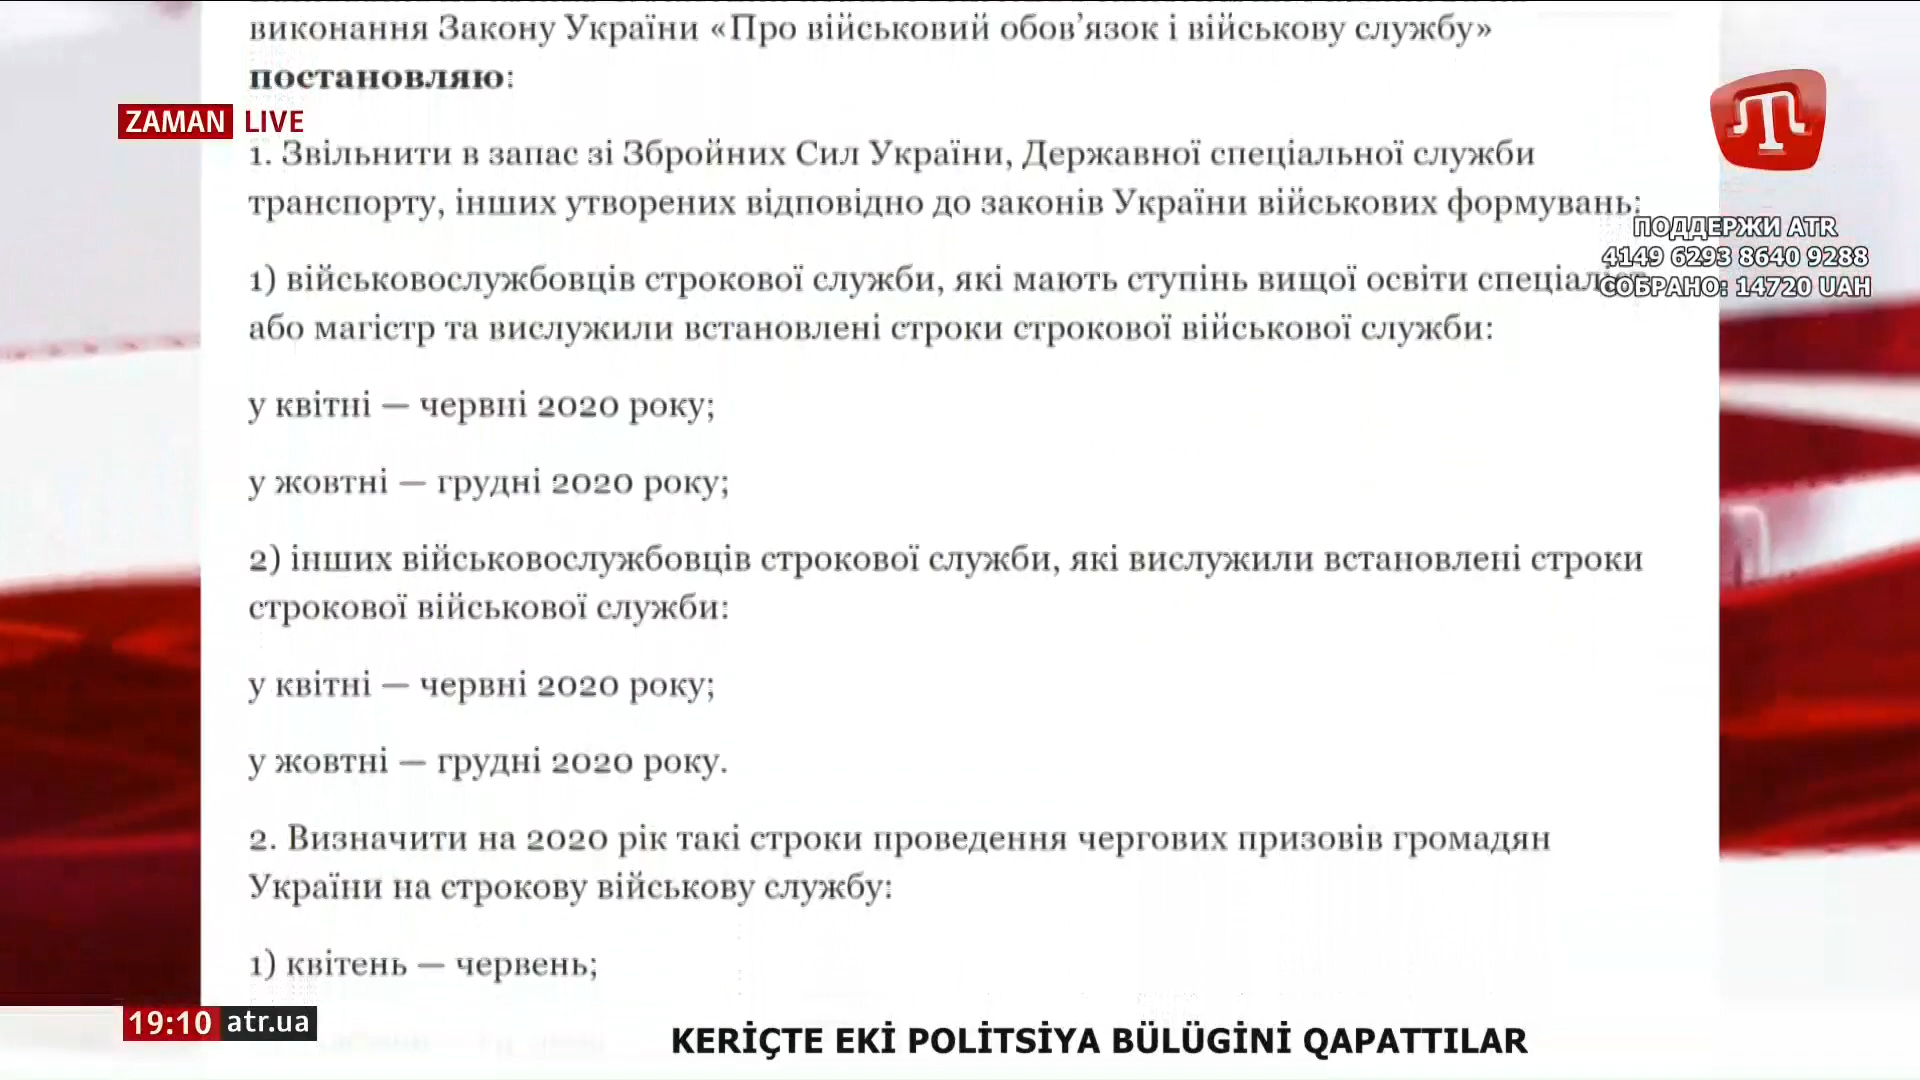 виконання Закону України «Про військовий обов’язок і військову службу»
постановляю:
ZAMAN LIVE
1. Звільнити в запас зі Збройних Сил України, Державної спеціальної служби
транспорту, інших утворених відповідно до законів України військових формувань:
ПОДДЕРЖИ ATR
4149 6293 8640 9288
СОБРАНО: 14720 UAH
1) військовослужбовців строкової служби, які мають ступінь вищої освіти спеціаліст
або магістр та вислужили встановлені строки строкової військової служби:
у квітні — червні 2020 року;
у жовтні — грудні 2020 року;
2) інших військовослужбовців строкової служби, які вислужили встановлені строки
строкової військової служби:
у квітні — червні 2020 року;
у жовтні — грудні 2020 року.
2. Визначити на 2020 рік такі строки проведення чергових призовів громадян
України на строкову військову службу:
1) квітень — червень;
19:10 atr.ua
KERİÇTE EKİ POLİTSİYA BÜLÜGİNİ QAPATTILAR